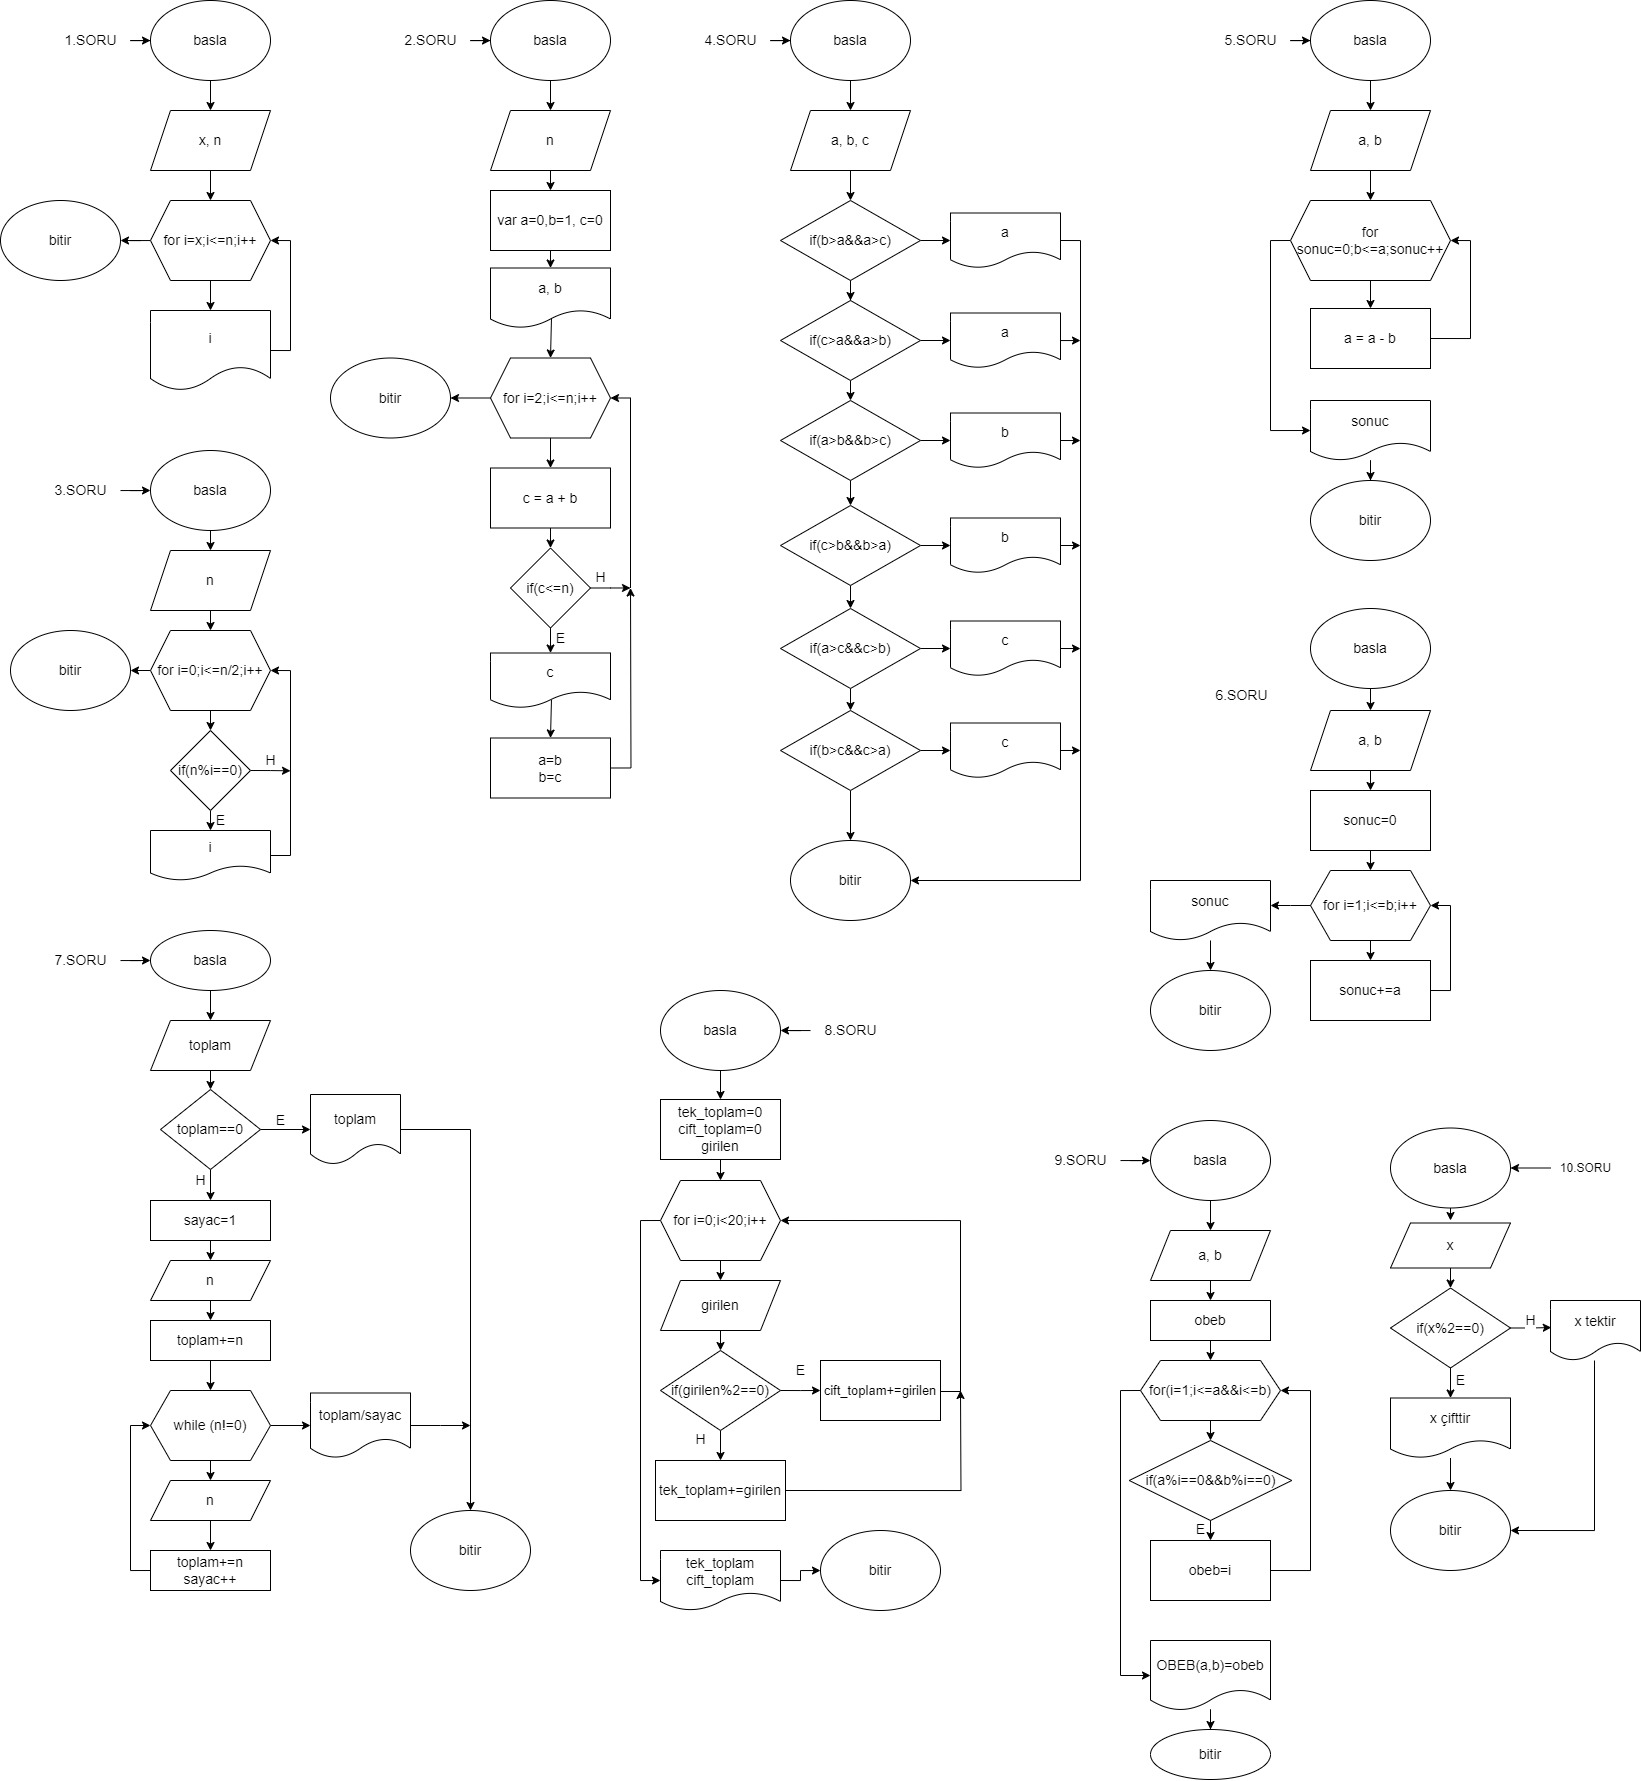 1.SORU
basla
x, n
for i=x;i<=n;i++
bitir
i
2.SORU
basla
n
var a=0,b=1, c=0
a, b
for i=2;i<=n;i++
bitir
c = a + b
if(c<=n)
H
E
c
a=b
b=c
3.SORU
basla
n
for i=0;i<=n/2;i++
bitir
if(n%i==0)
H
E
i
4.SORU
basla
a, b, c
if(b>a&&a>c)
a
if(c>a&&a>b)
a
if(a>b&&b>c)
b
if(c>b&&b>a)
b
if(a>c&&c>b)
c
if(b>c&&c>a)
c
bitir
5.SORU
basla
a, b
for
sonuc=0;b<=a;sonuc++
a = a - b
sonuc
bitir
6.SORU
basla
a, b
sonuc=0
for i=1;i<=b;i++
sonuc
bitir
sonuc+=a
7.SORU
basla
toplam
toplam==0
E
toplam
H
sayac=1
n
toplam+=n
while (n!=0)
toplam/sayac
n
toplam+=n
sayac++
bitir
8.SORU
basla
tek_toplam=0
cift_toplam=0
girilen
for i=0;i<20;i++
girilen
if(girilen%2==0)
E
cift_toplam+=girilen
H
tek_toplam+=girilen
tek_toplam
cift_toplam
bitir
9.SORU
basla
a, b
obeb
for(i=1;i<=a&&i<=b)
if(a%i==0&&b%i==0)
E
obeb=i
OBEB(a,b)=obeb
bitir
10.SORU
basla
x
if(x%2==0)
H
x tektir
E
x çifttir
bitir